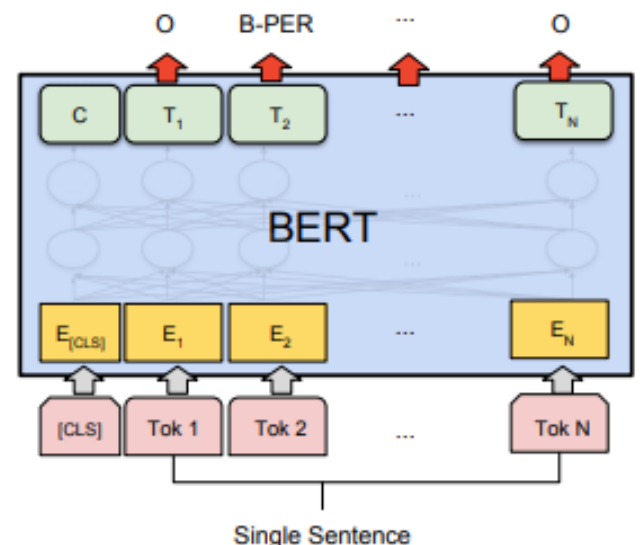 O B-PER ... O
C T1 T2 ... TN
...
BERT
...
E[CLS] E1 E2 ... EN
[CLS] Tok 1 Tok 2 ... Tok N
Single Sentence